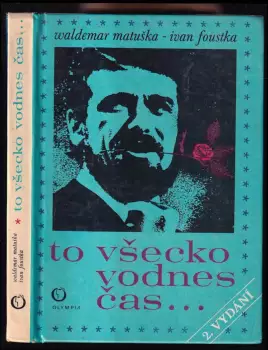 waldemar matuška - ivan foustka
to všecko
vodnes
čas...
OLYMPIA
2. VYDÁNÍ
waldemar matuška
ivan foustka
* to všecko vodnes čas...